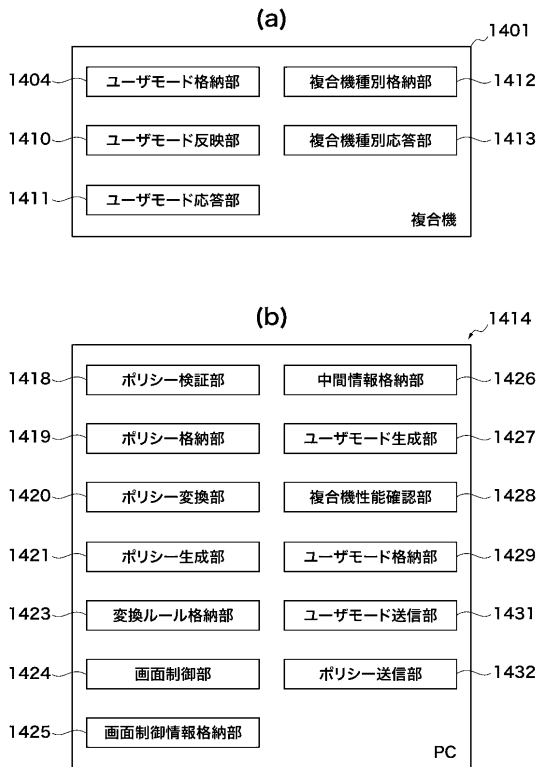 (a)
1401
1404 ユーザモード格納部 複合機種別格納部 1412
1410 ユーザモード反映部 複合機種別応答部 1413
1411 ユーザモード応答部
複合機
(b)
1414
1418 ポリシー検証部 中間情報格納部 1426
1419 ポリシー格納部 ユーザモード生成部 1427
1420 ポリシー変換部 複合機性能確認部 1428
1421 ポリシー生成部 ユーザモード格納部 1429
1423 変換ルール格納部 ユーザモード送信部 1431
1424 画面制御部 ポリシー送信部 1432
1425 画面制御情報格納部
PC